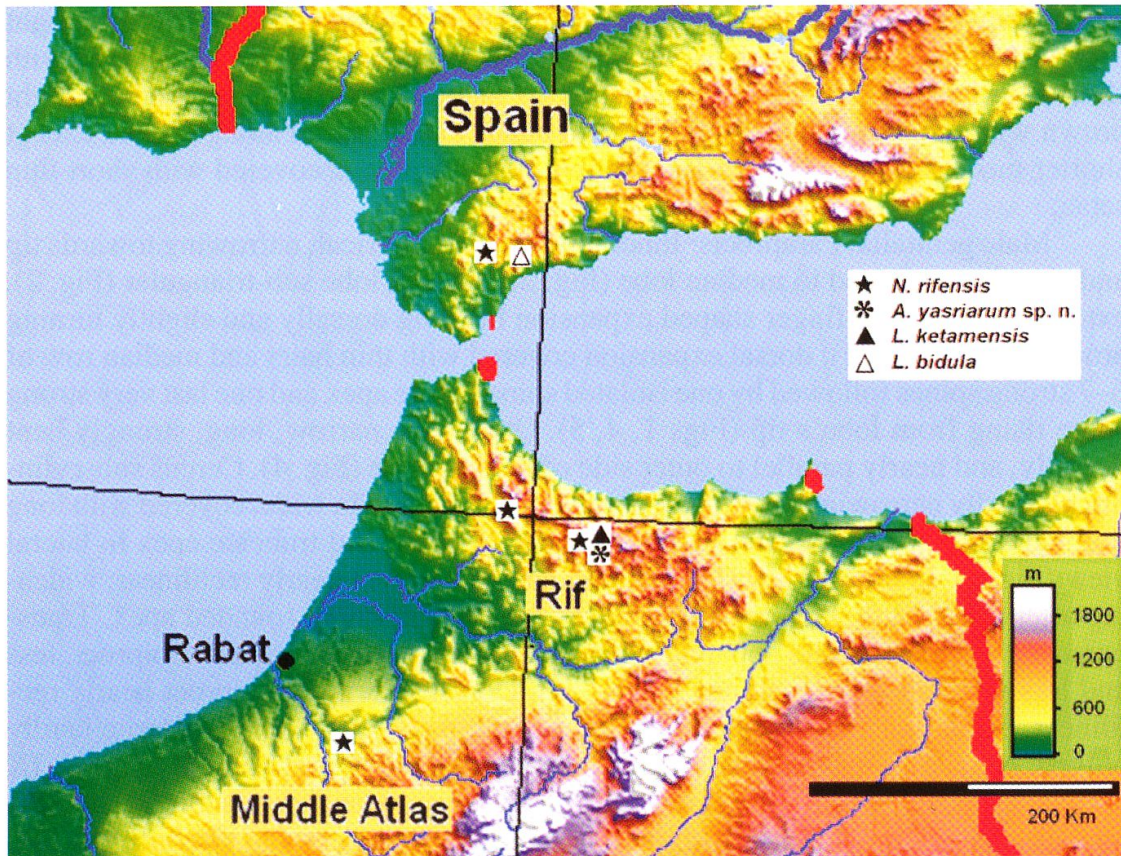 Spain
★ N. rifensis
✱ A. yasriarum sp. n.
▲ L. ketamensis
△ L. bidula
Rif
Rabat
Middle Atlas
m
1800
1200
600
0
200 Km